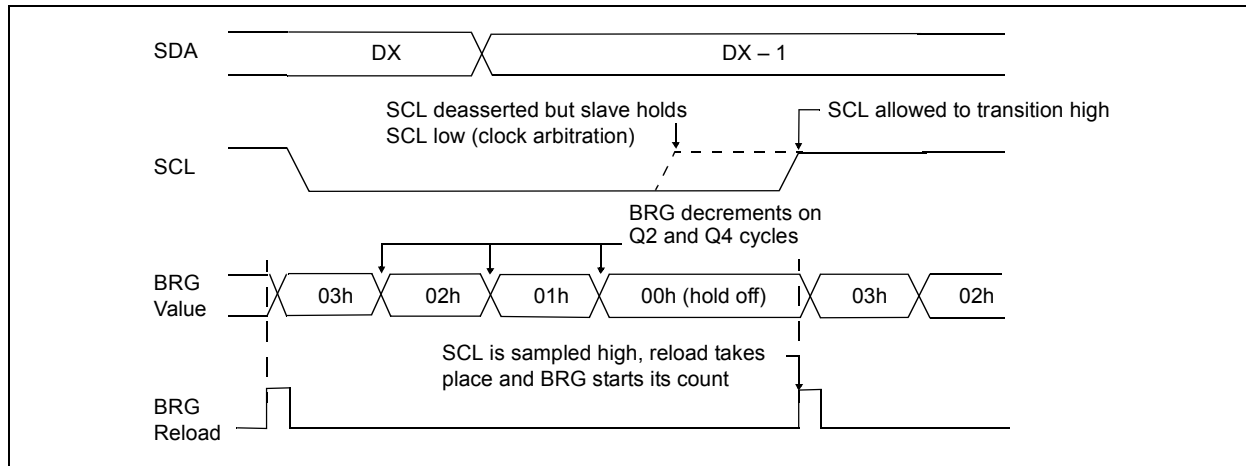 SDA
DX
DX – 1
SCL deasserted but slave holds
SCL low (clock arbitration)
SCL allowed to transition high
SCL
BRG decrements on
Q2 and Q4 cycles
BRG
Value
03h
02h
01h
00h (hold off)
03h
02h
SCL is sampled high, reload takes
place and BRG starts its count
BRG
Reload